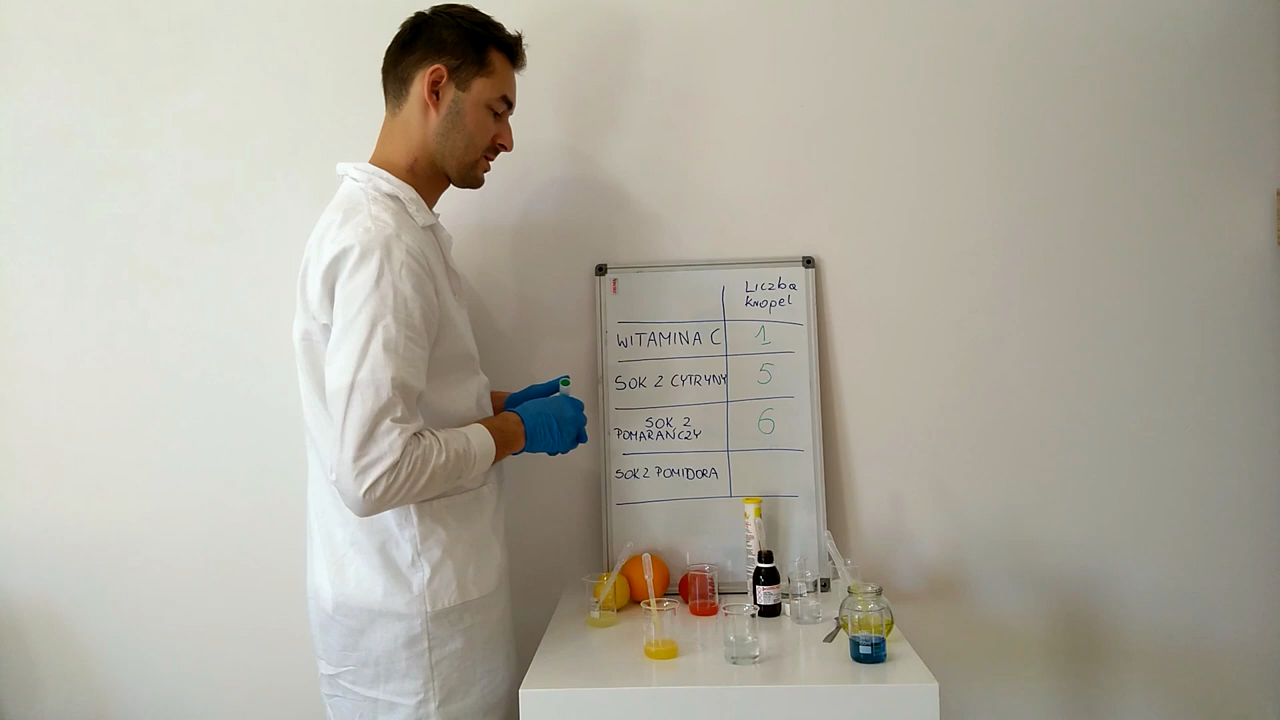 Liczba
kropel
WITAMINA C 1
SOK Z CYTRYNY 5
SOK Z
POMARAŃCZY 6
SOK Z POMIDORA